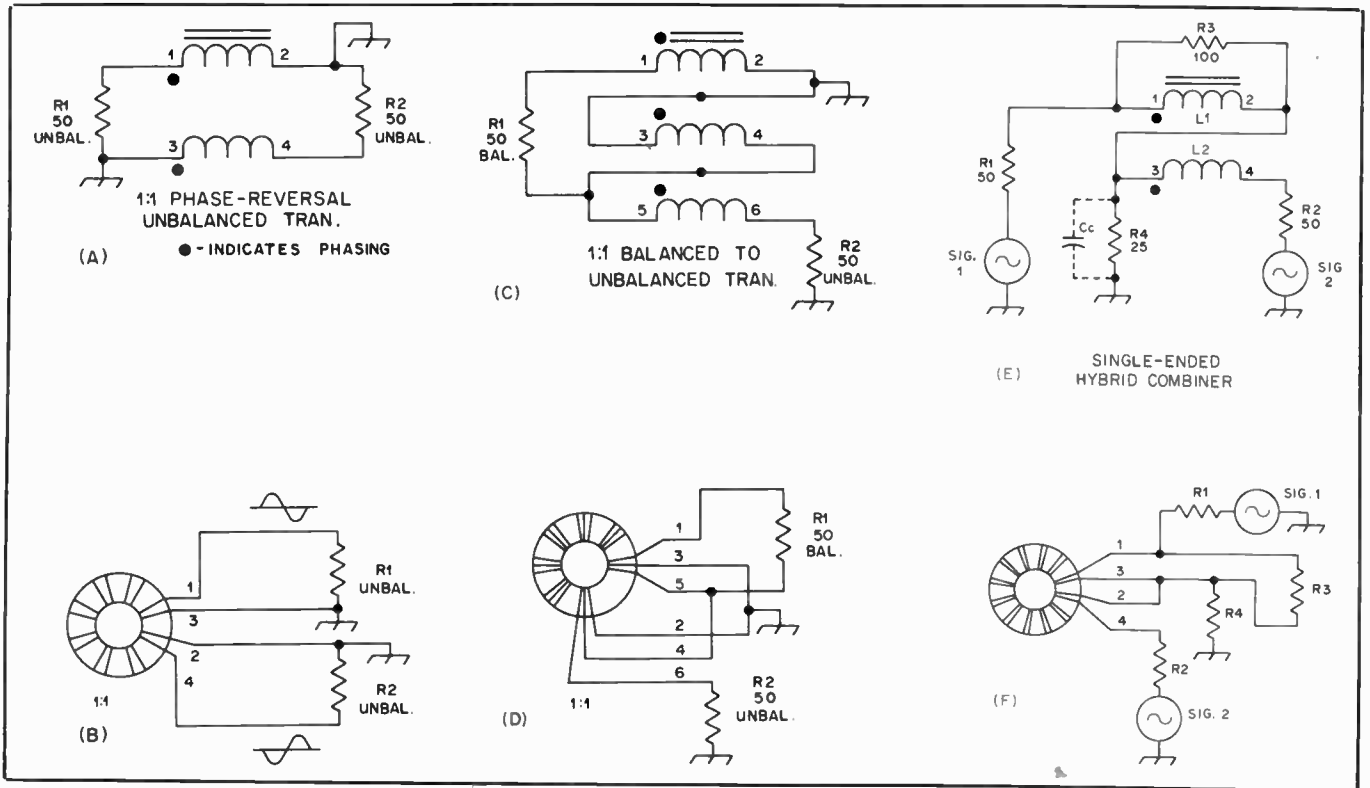 1
2
R1
50
UNBAL.
R2
50
UNBAL.
3
4
1:1 PHASE-REVERSAL
UNBALANCED TRAN.
●-INDICATES PHASING
(A)
1
2
R1
50
BAL.
3
4
5
6
1:1 BALANCED TO
UNBALANCED TRAN.
R2
50
UNBAL.
(C)
R3
100
1
2
L1
R1
50
L2
3
4
Cc
R4
25
R2
50
SIG.
1
SIG
2
(E)
SINGLE-ENDED
HYBRID COMBINER
1
3
2
4
R1
UNBAL.
R2
UNBAL.
1:1
(B)
1
3
5
2
4
6
R1
50
BAL.
R2
50
UNBAL.
1:1
(D)
R1
SIG. 1
1
3
2
4
R3
R4
R2
SIG. 2
(F)